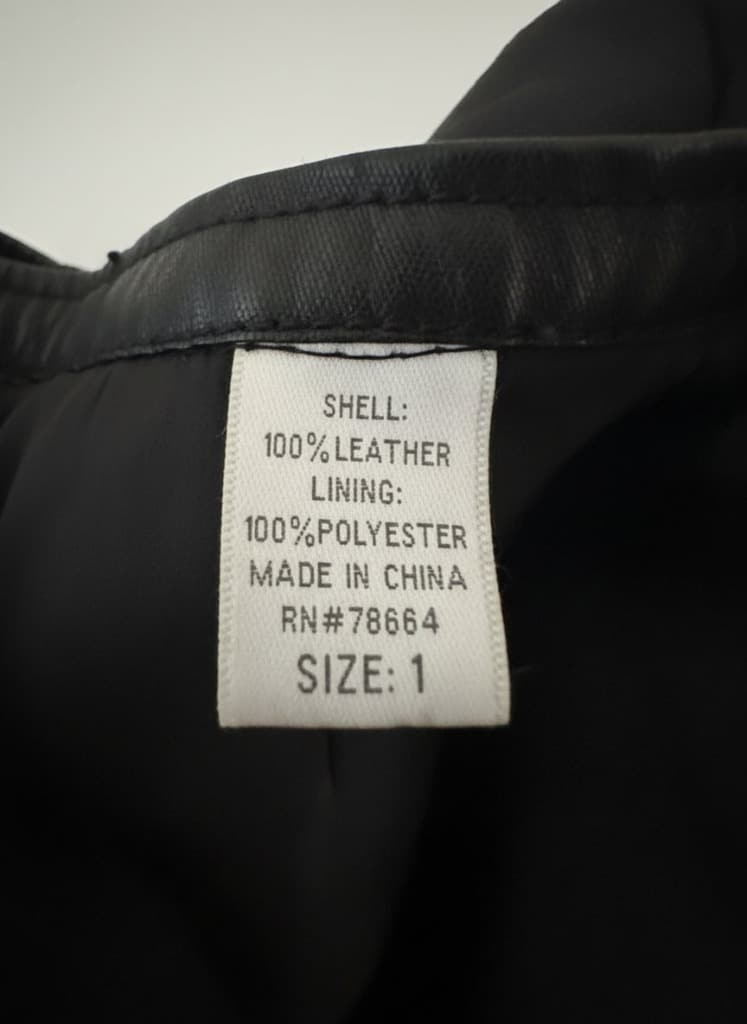 SHELL:
100%LEATHER
LINING:
100%POLYESTER
MADE IN CHINA
RN#78664
SIZE: 1